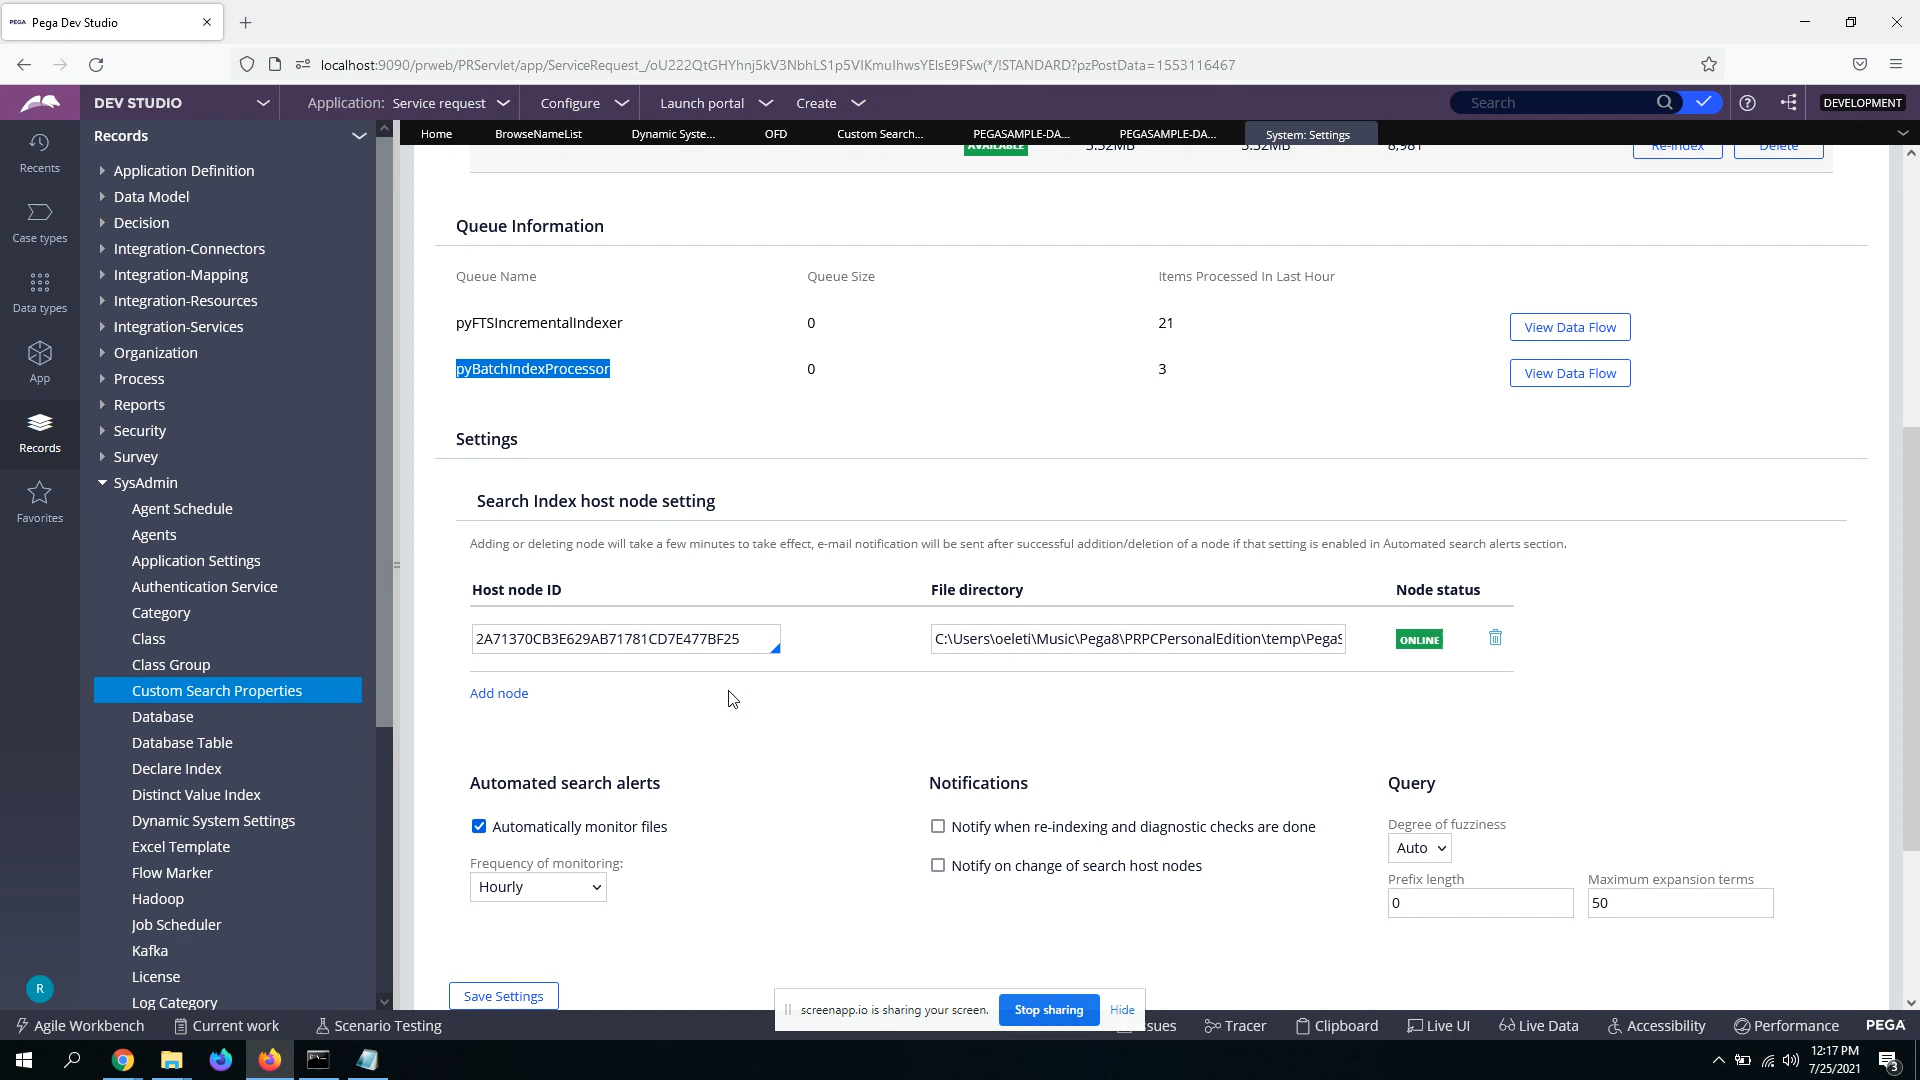 PEGA Pega Dev Studio
localhost:9090/prweb/PRServlet/app/ServiceRequest_/oU222QtGHYhnj5kV3NbhLS1p5VIKmuIhwsYElsE9FSw(*/!STANDARD?pzPostData=1553116467
DEV STUDIO Application: Service request Configure Launch portal Create Search DEVELOPMENT
Records Home BrowseNameList Dynamic Syste... OFD Custom Search... PEGASAMPLE-DA... PEGASAMPLE-DA... System: Settings
AVAILABLE 3.32MB 3.32MB 8,981 Re-index Delete
Recents
Case types
Data types
App
Records
Favorites
R
Application Definition
Data Model
Decision
Integration-Connectors
Integration-Mapping
Integration-Resources
Integration-Services
Organization
Process
Reports
Security
Survey
SysAdmin
Agent Schedule
Agents
Application Settings
Authentication Service
Category
Class
Class Group
Custom Search Properties
Database
Database Table
Declare Index
Distinct Value Index
Dynamic System Settings
Excel Template
Flow Marker
Hadoop
Job Scheduler
Kafka
License
Log Category
Queue Information
Queue Name Queue Size Items Processed In Last Hour
pyFTSIncrementalIndexer 0 21 View Data Flow
pyBatchIndexProcessor 0 3 View Data Flow
Settings
Search Index host node setting
Adding or deleting node will take a few minutes to take effect, e-mail notification will be sent after successful addition/deletion of a node if that setting is enabled in Automated search alerts section.
Host node ID File directory Node status
2A71370CB3E629AB71781CD7E477BF25 C:\Users\oeleti\Music\Pega8\PRPCPersonalEdition\temp\PegaS ONLINE
Add node
Automated search alerts Notifications Query
Automatically monitor files Notify when re-indexing and diagnostic checks are done Degree of fuzziness
Auto
Frequency of monitoring: Notify on change of search host nodes Prefix length Maximum expansion terms
Hourly 0 50
Save Settings
screenapp.io is sharing your screen. Stop sharing Hide
Agile Workbench Current work Scenario Testing ssues Tracer Clipboard Live UI Live Data Accessibility Performance PEGA
12:17 PM
7/25/2021
3